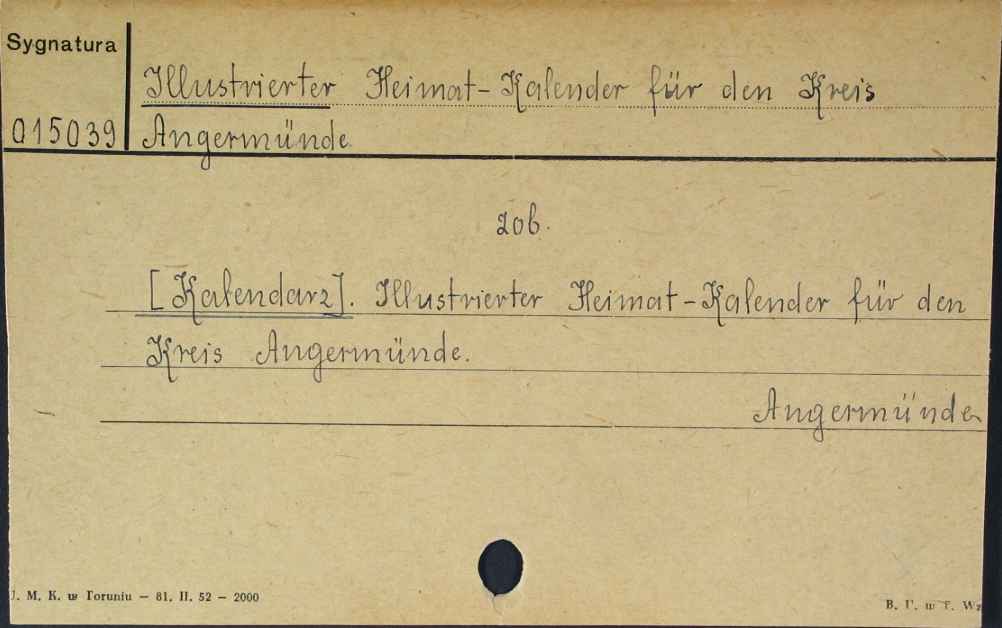 Sygnatura
Illustrierter Heimat-Kalender für den Kreis
015039 Angermünde
zob.
[Kalendarz]. Illustrierter Heimat-Kalender für den
Kreis Angermünde.
Angermünde
U. M. K. w Toruniu — 81. II. 52 — 2000
B. T. w T. Wz